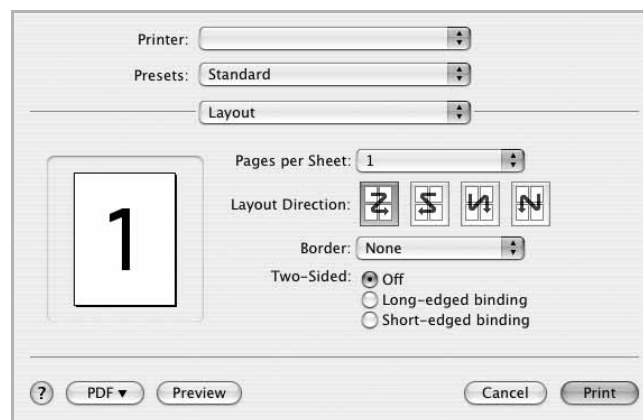 Printer:
Presets: Standard
Layout
Pages per Sheet: 1
Layout Direction:
Border: None
Two-Sided: Off
Long-edged binding
Short-edged binding
1
? PDF▼ Preview Cancel Print